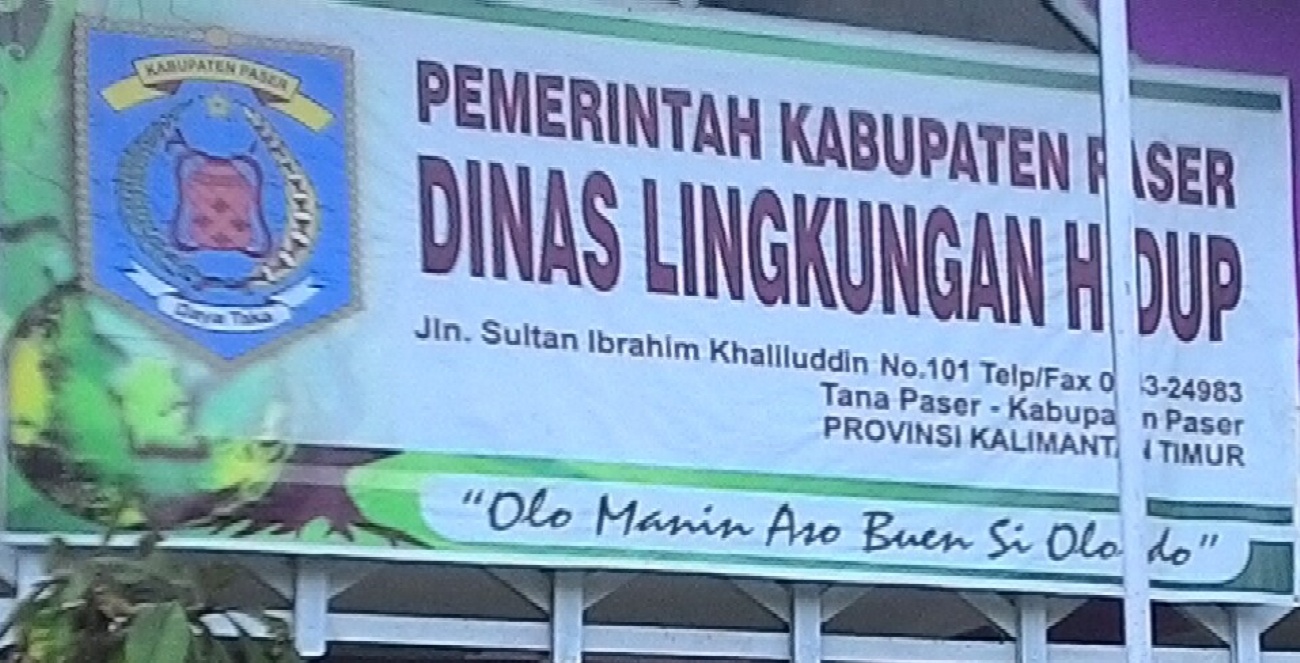 KABUPATEN PASER
Daya Taka
PEMERINTAH KABUPATEN PASER
DINAS LINGKUNGAN HIDUP
Jln. Sultan Ibrahim Khaliluddin No.101 Telp/Fax
Tana Paser - Kabupaten Paser
PROVINSI KALIMANTAN TIMUR
"Olo Manin Aso Buen Si Olo